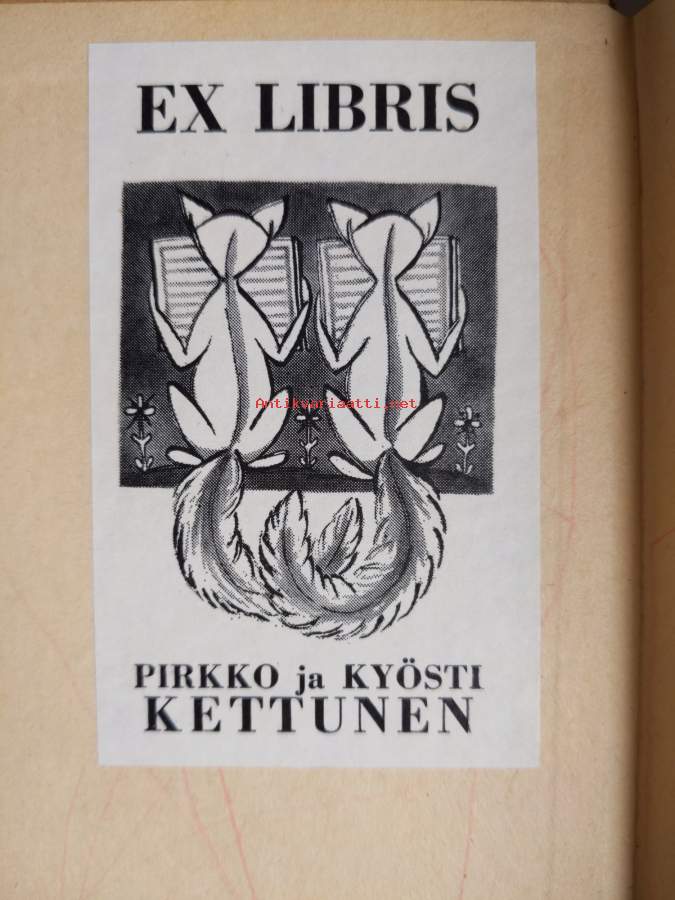 EX LIBRIS
Antikvariaatti.net
PIRKKO ja KYÖSTI
KETTUNEN